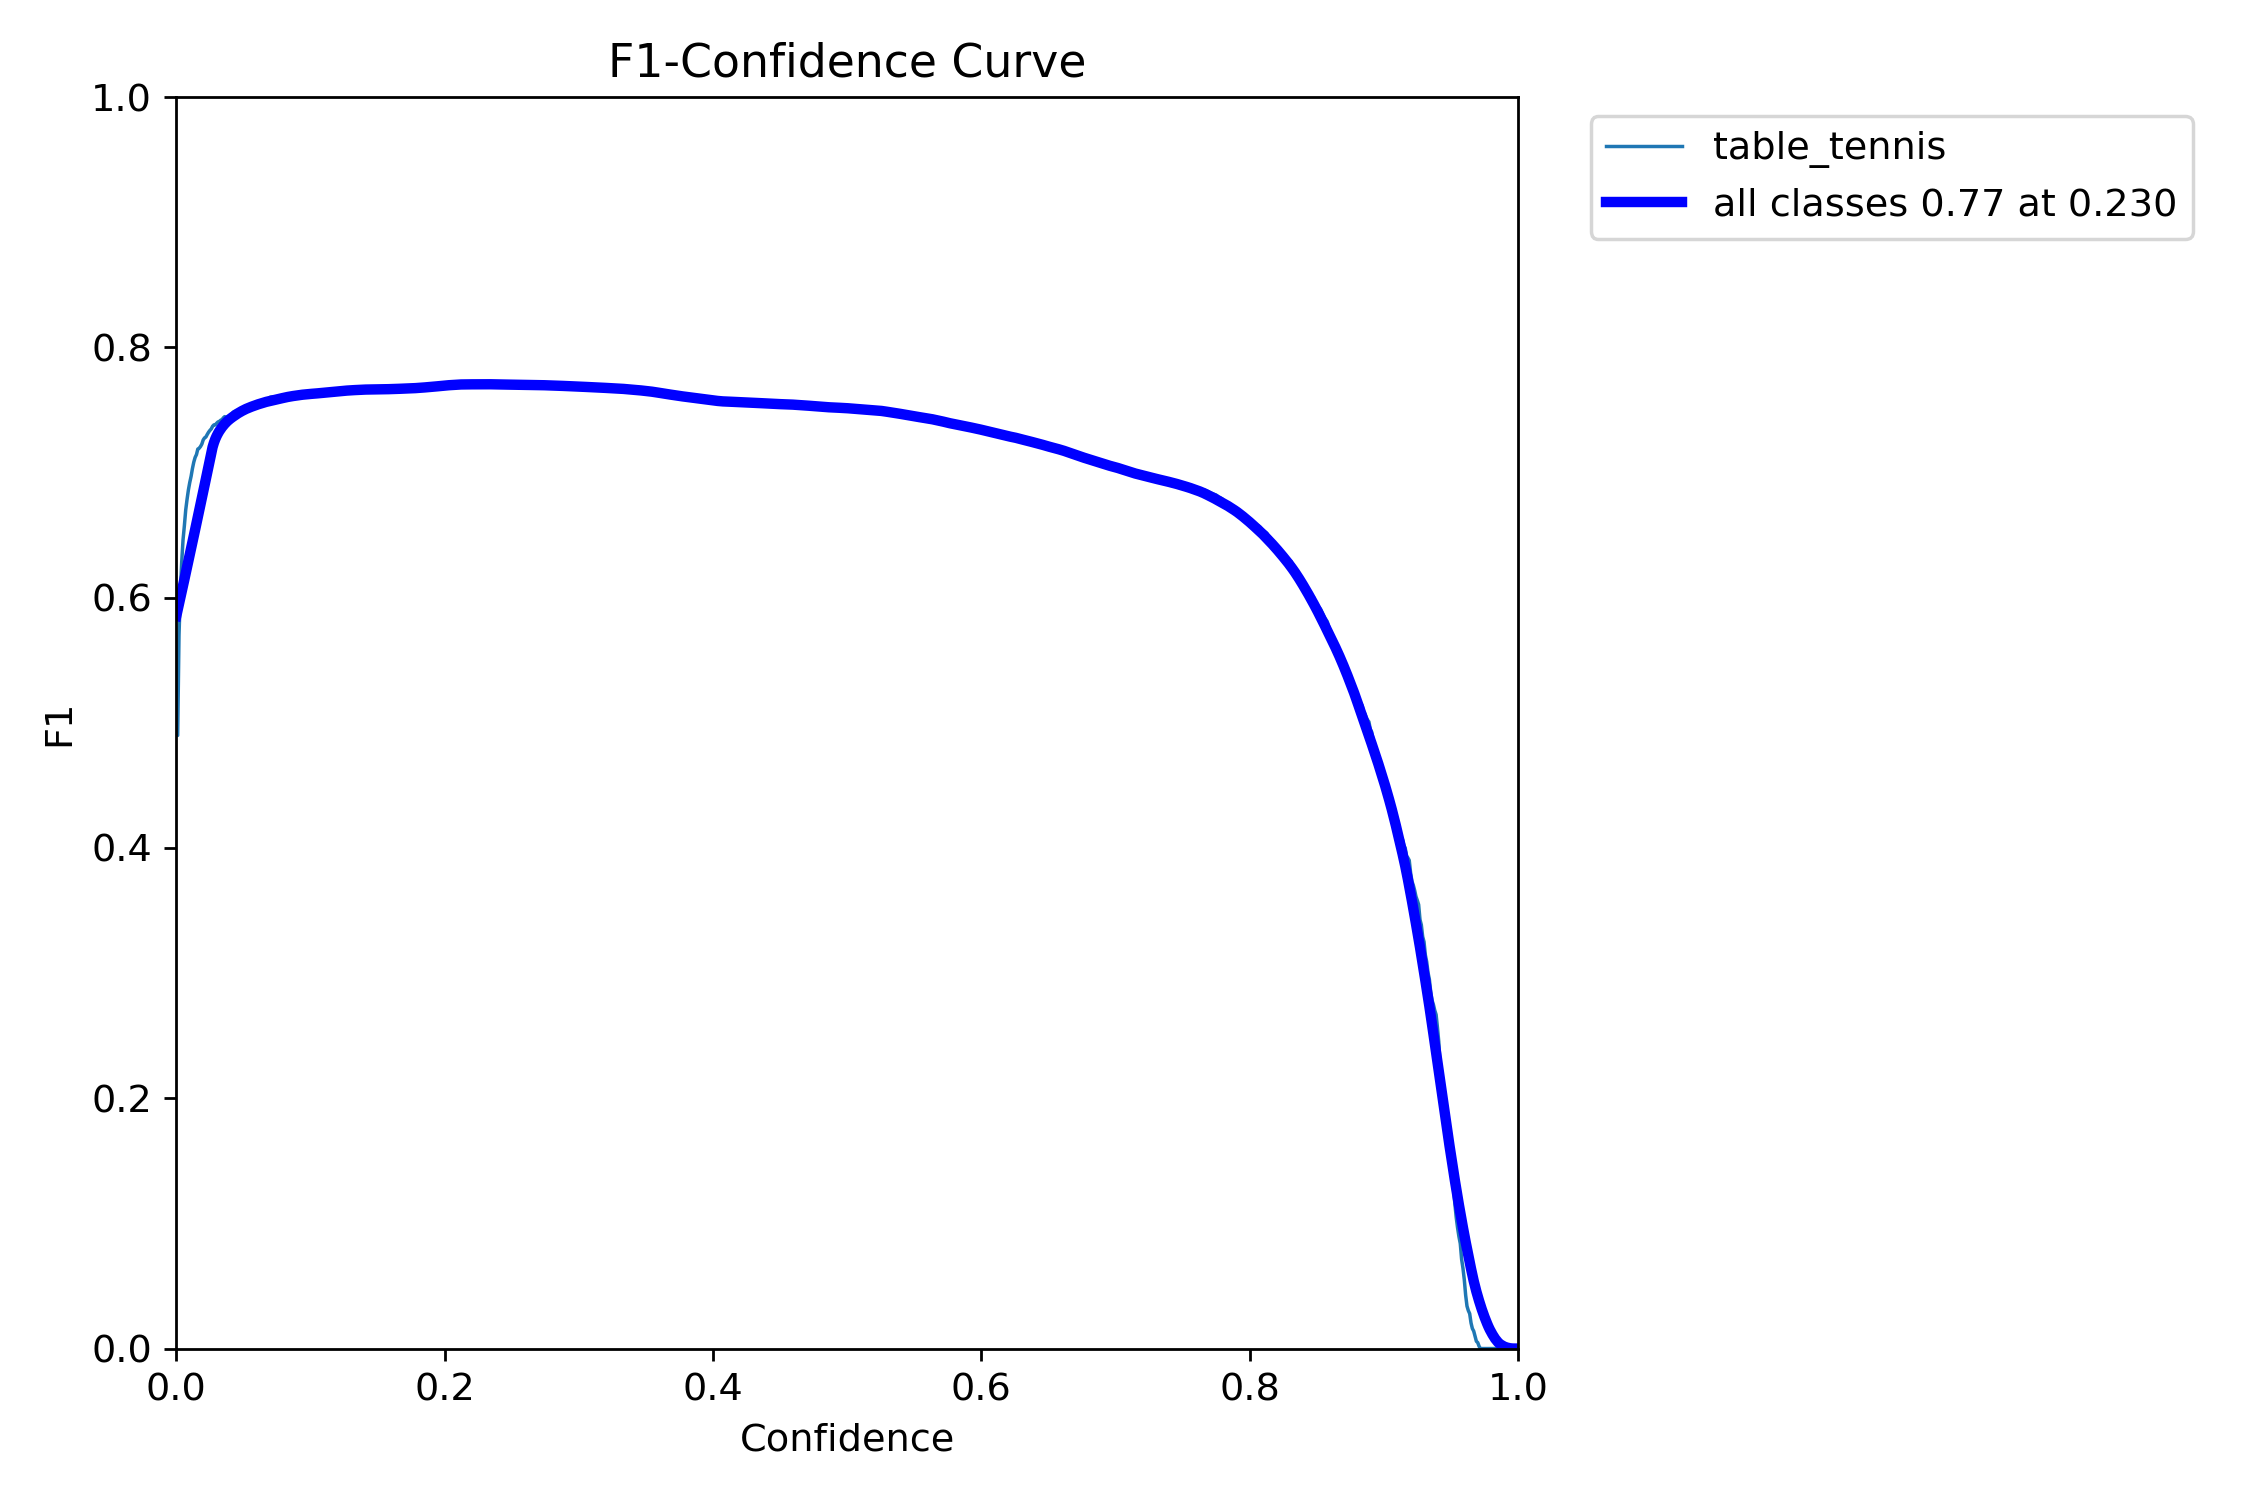 F1-Confidence Curve
1.0
0.8
0.6
0.4
0.2
0.0
F1
0.0 0.2 0.4 0.6 0.8 1.0
Confidence
table_tennis
all classes 0.77 at 0.230